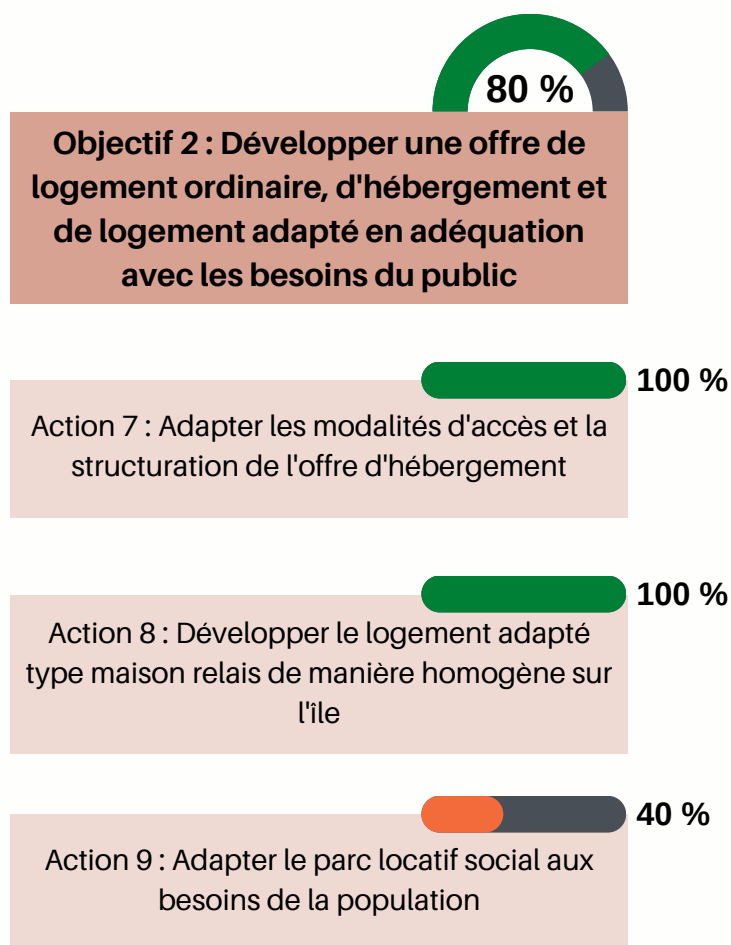 80 %
Objectif 2 : Développer une offre de
logement ordinaire, d'hébergement et
de logement adapté en adéquation
avec les besoins du public
100 %
Action 7 : Adapter les modalités d'accès et la
structuration de l'offre d'hébergement
100 %
Action 8 : Développer le logement adapté
type maison relais de manière homogène sur
l'île
40 %
Action 9 : Adapter le parc locatif social aux
besoins de la population